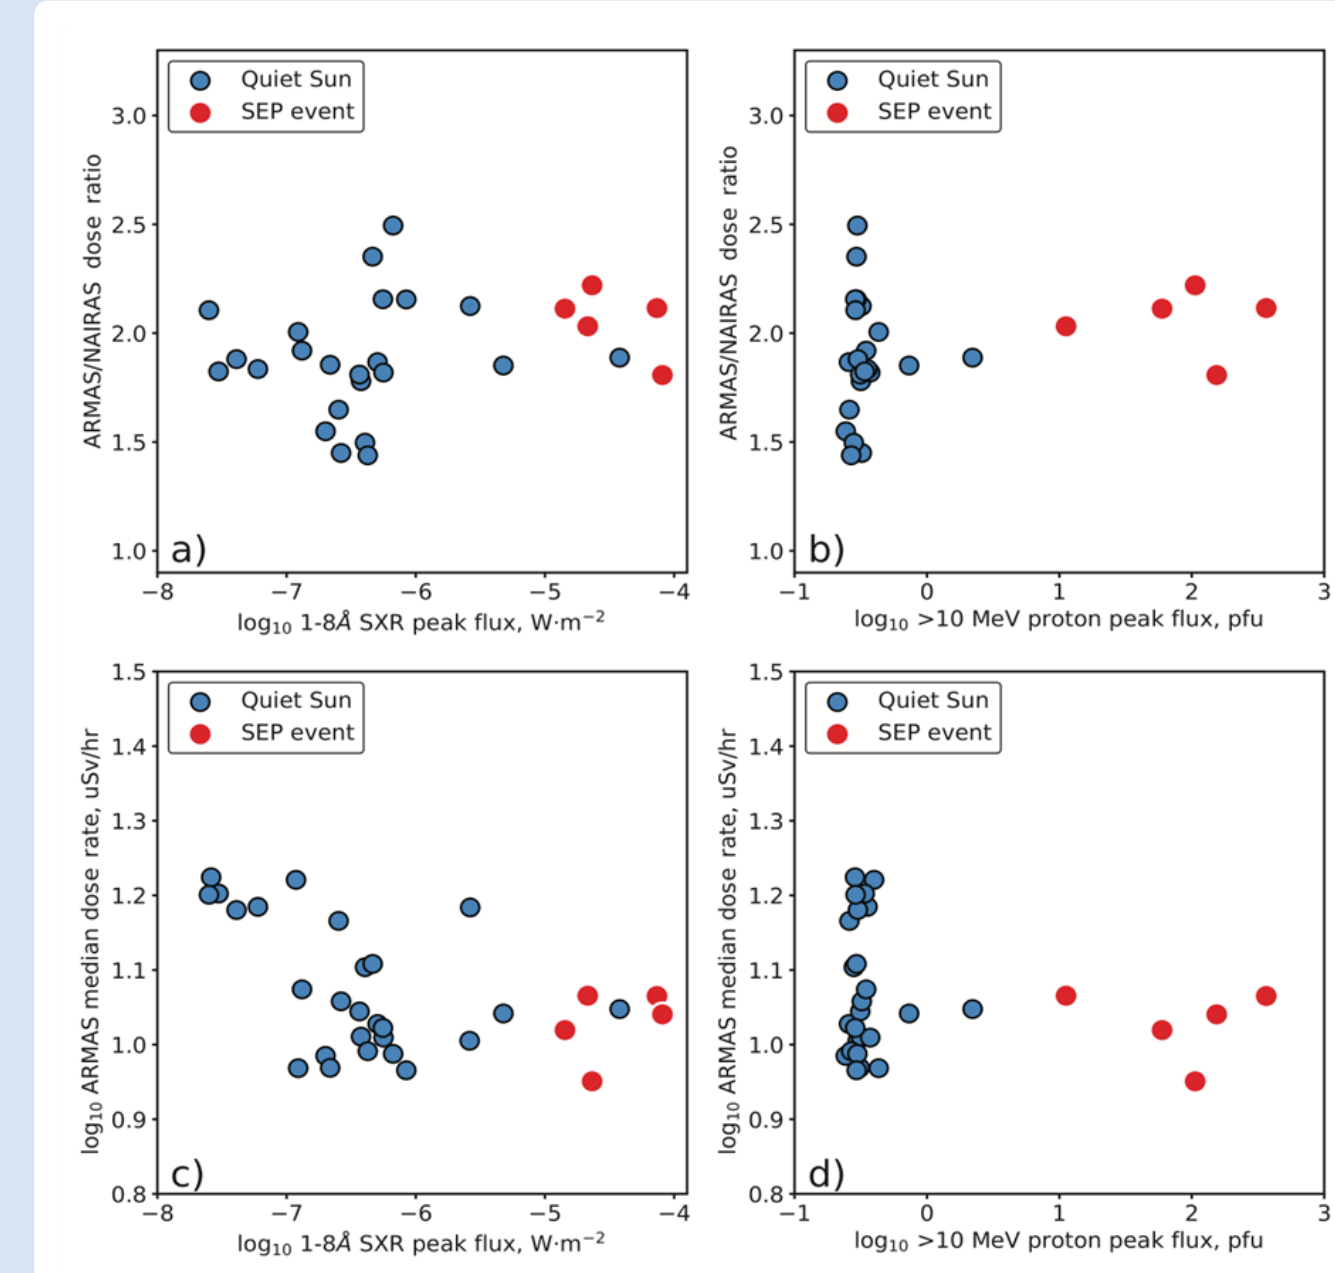 Quiet Sun
SEP event
3.0
2.5
2.0
1.5
1.0
ARMAS/NAIRAS dose ratio
a)
−8 −7 −6 −5 −4
log₁₀ 1-8Å SXR peak flux, W·m⁻²
Quiet Sun
SEP event
3.0
2.5
2.0
1.5
1.0
ARMAS/NAIRAS dose ratio
b)
−1 0 1 2 3
log₁₀ >10 MeV proton peak flux, pfu
Quiet Sun
SEP event
1.5
1.4
1.3
1.2
1.1
1.0
0.9
0.8
log₁₀ ARMAS median dose rate, uSv/hr
c)
−8 −7 −6 −5 −4
log₁₀ 1-8Å SXR peak flux, W·m⁻²
Quiet Sun
SEP event
1.5
1.4
1.3
1.2
1.1
1.0
0.9
0.8
log₁₀ ARMAS median dose rate, uSv/hr
d)
−1 0 1 2 3
log₁₀ >10 MeV proton peak flux, pfu